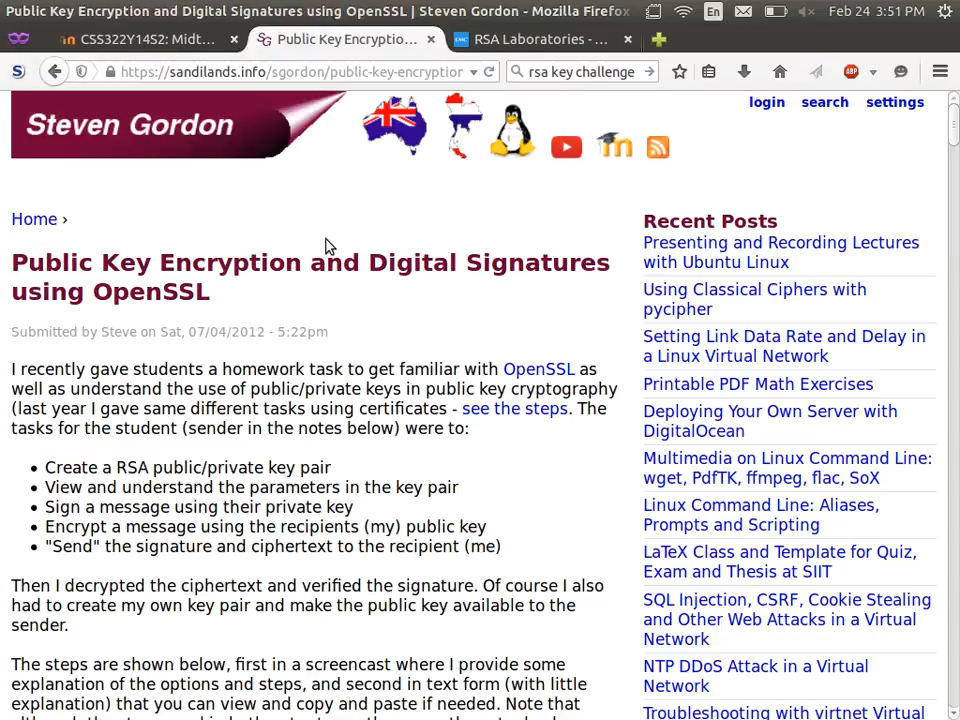 Public Key Encryption and Digital Signatures using OpenSSL | Steven Gordon - Mozilla Firefox
En
Feb 24 3:51 PM
CSS322Y14S2: Midt...
Public Key Encryptio...
RSA Laboratories - ...
https://sandilands.info/sgordon/public-key-encryption
rsa key challenge
ABP
Steven Gordon
login search settings
Home ›
Public Key Encryption and Digital Signatures
using OpenSSL
Submitted by Steve on Sat, 07/04/2012 - 5:22pm
I recently gave students a homework task to get familiar with OpenSSL as
well as understand the use of public/private keys in public key cryptography
(last year I gave same different tasks using certificates - see the steps. The
tasks for the student (sender in the notes below) were to:
• Create a RSA public/private key pair
• View and understand the parameters in the key pair
• Sign a message using their private key
• Encrypt a message using the recipients (my) public key
• "Send" the signature and ciphertext to the recipient (me)
Then I decrypted the ciphertext and verified the signature. Of course I also
had to create my own key pair and make the public key available to the
sender.
The steps are shown below, first in a screencast where I provide some
explanation of the options and steps, and second in text form (with little
explanation) that you can view and copy and paste if needed. Note that
Recent Posts
Presenting and Recording Lectures
with Ubuntu Linux
Using Classical Ciphers with
pycipher
Setting Link Data Rate and Delay in
a Linux Virtual Network
Printable PDF Math Exercises
Deploying Your Own Server with
DigitalOcean
Multimedia on Linux Command Line:
wget, PdfTK, ffmpeg, flac, SoX
Linux Command Line: Aliases,
Prompts and Scripting
LaTeX Class and Template for Quiz,
Exam and Thesis at SIIT
SQL Injection, CSRF, Cookie Stealing
and Other Web Attacks in a Virtual
Network
NTP DDoS Attack in a Virtual
Network
Troubleshooting with virtnet Virtual